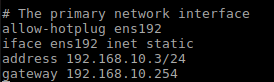 # The primary network interface
allow-hotplug ens192
iface ens192 inet static
address 192.168.10.3/24
gateway 192.168.10.254